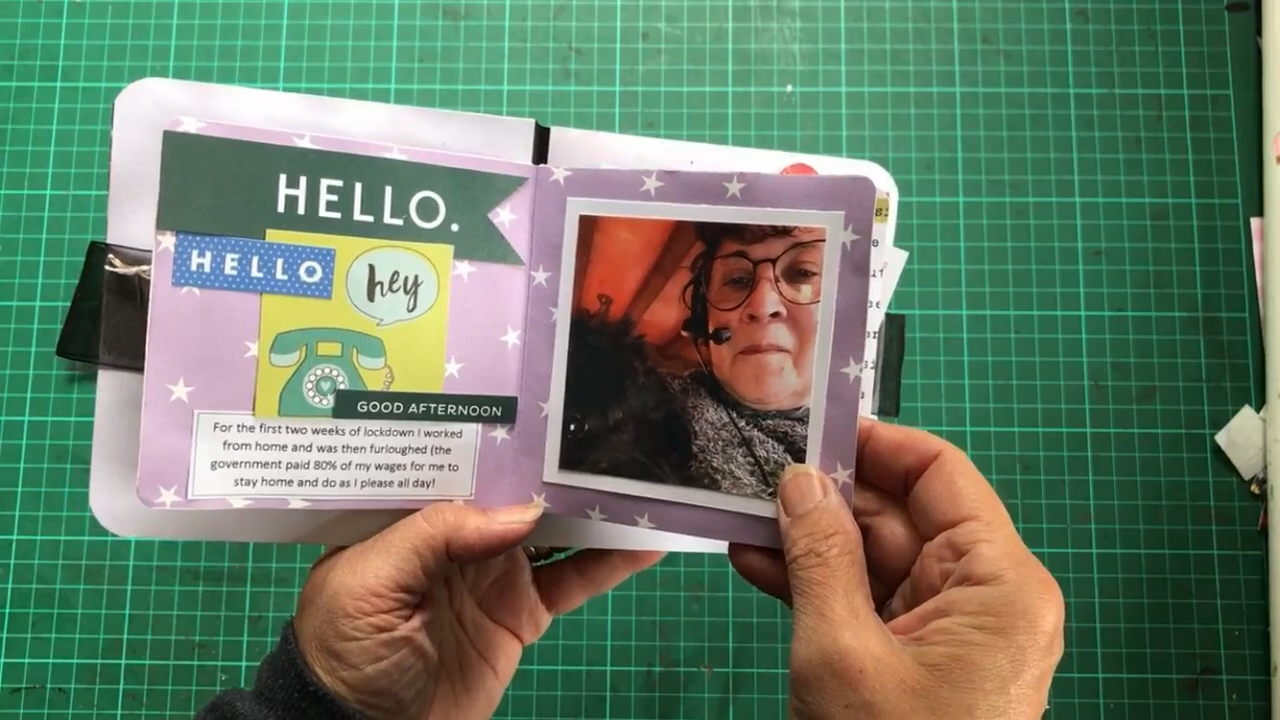 HELLO.
HELLO
hey
GOOD AFTERNOON
For the first two weeks of lockdown I worked
from home and was then furloughed (the
government paid 80% of my wages for me to
stay home and do as I please all day!